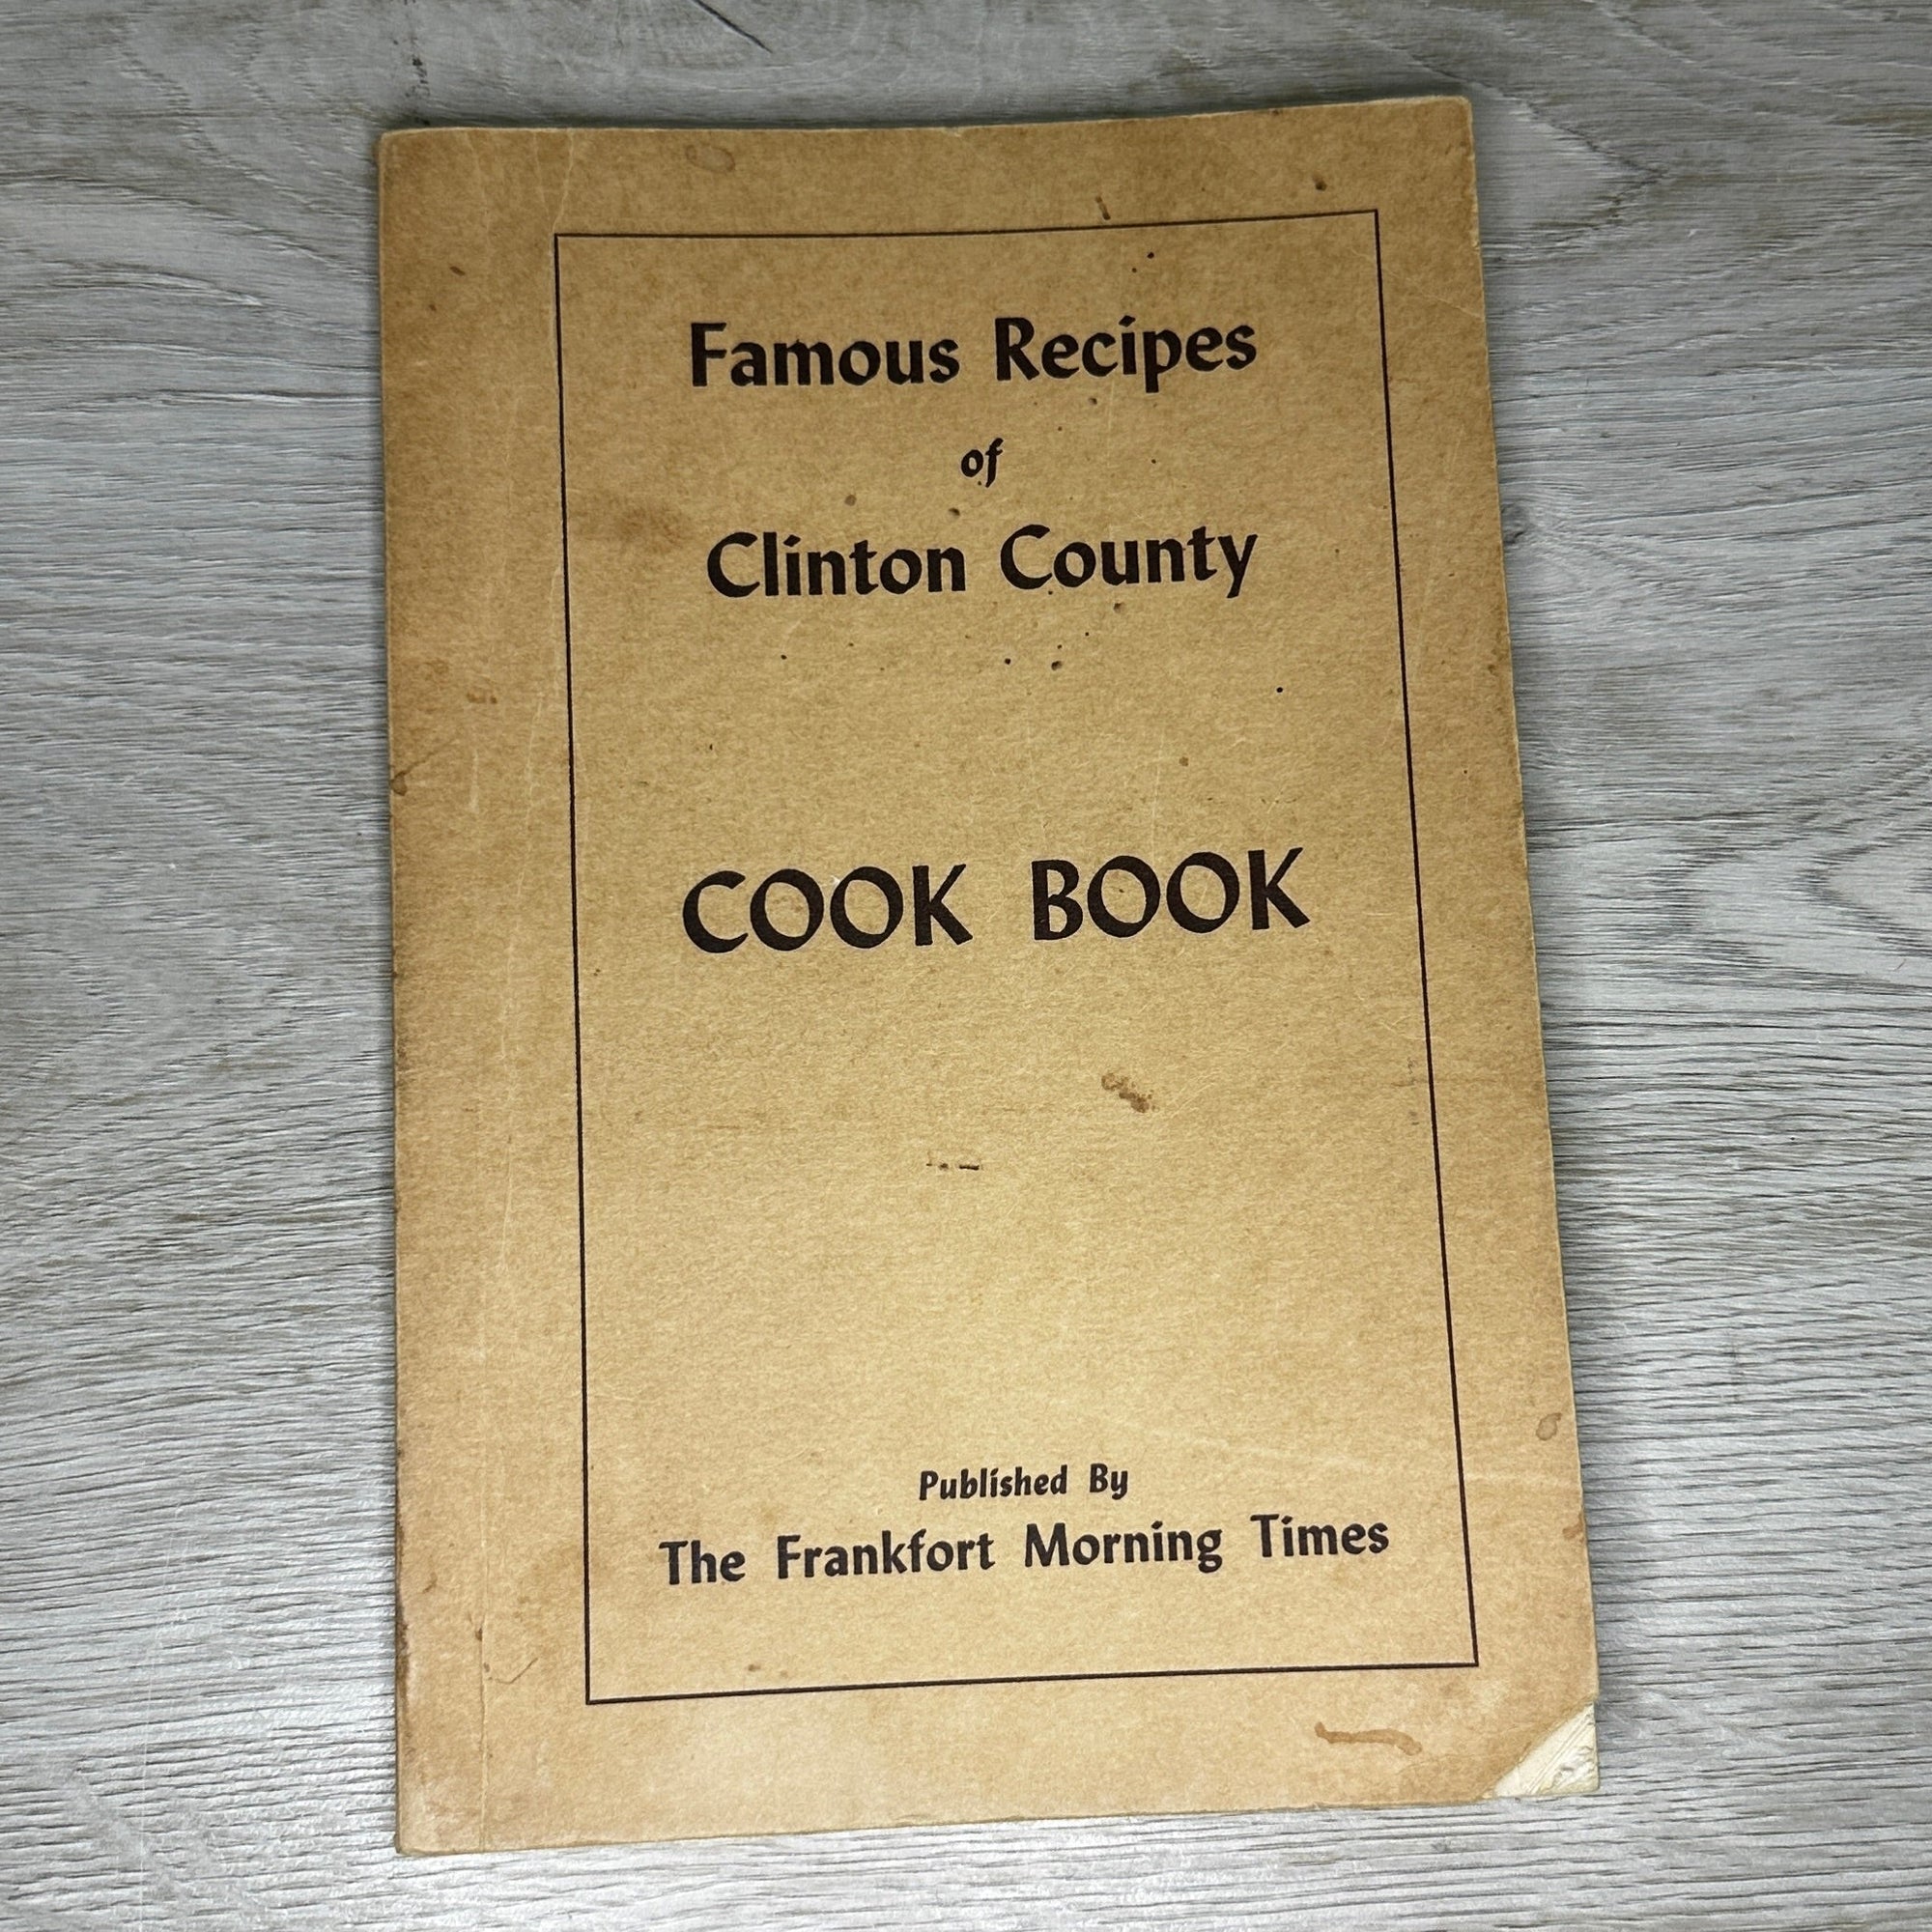 Famous Recipes
of
Clinton County
COOK BOOK
Published By
The Frankfort Morning Times